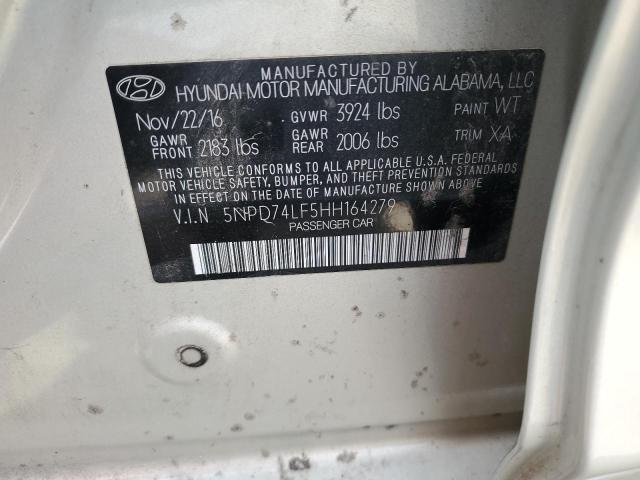 MANUFACTURED BY
HYUNDAI MOTOR MANUFACTURING ALABAMA, LLC
Nov/22/16 GVWR 3924 lbs PAINT WT
GAWR FRONT 2183 lbs GAWR REAR 2006 lbs TRIM XA
THIS VEHICLE CONFORMS TO ALL APPLICABLE U.S.A. FEDERAL
MOTOR VEHICLE SAFETY, BUMPER, AND THEFT PREVENTION
STANDARDS IN EFFECT ON THE DATE OF MANUFACTURE SHOWN ABOVE.
V.I.N 5NPD74LF5HH164279
PASSENGER CAR